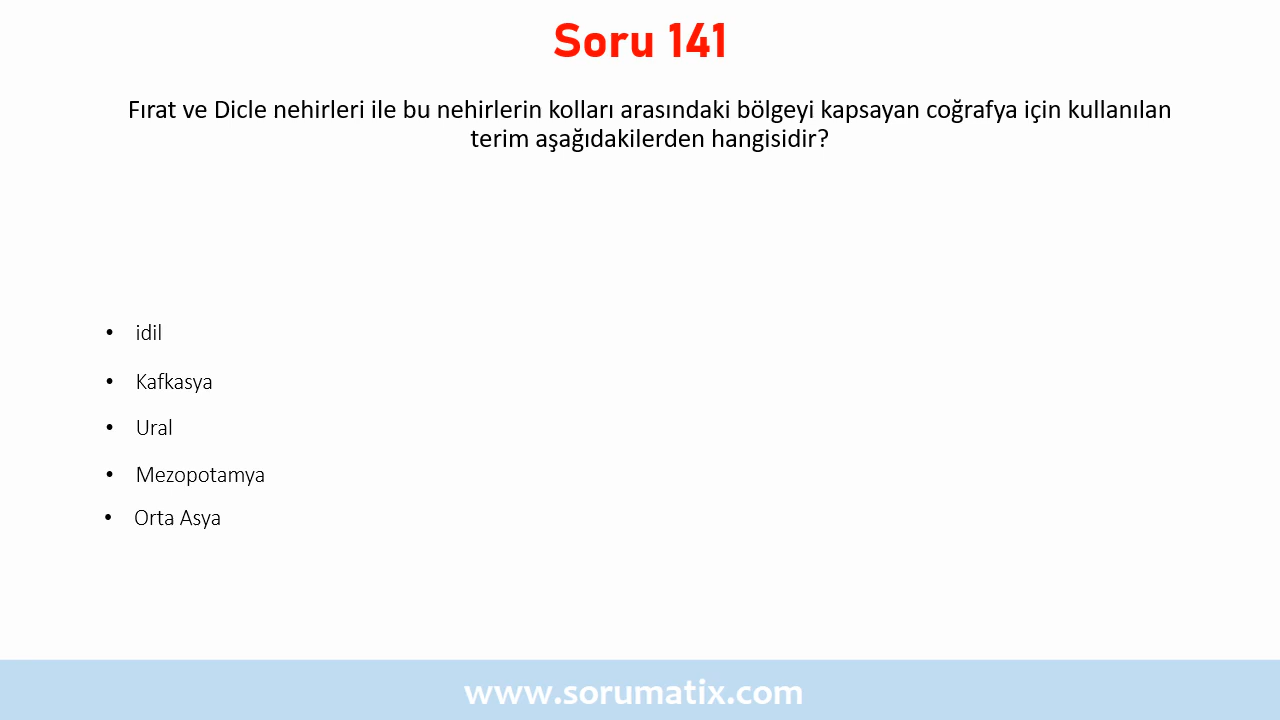 Soru 141
Fırat ve Dicle nehirleri ile bu nehirlerin kolları arasındaki bölgeyi kapsayan coğrafya için kullanılan
terim aşağıdakilerden hangisidir?
• idil
• Kafkasya
• Ural
• Mezopotamya
• Orta Asya
www.sorumatix.com